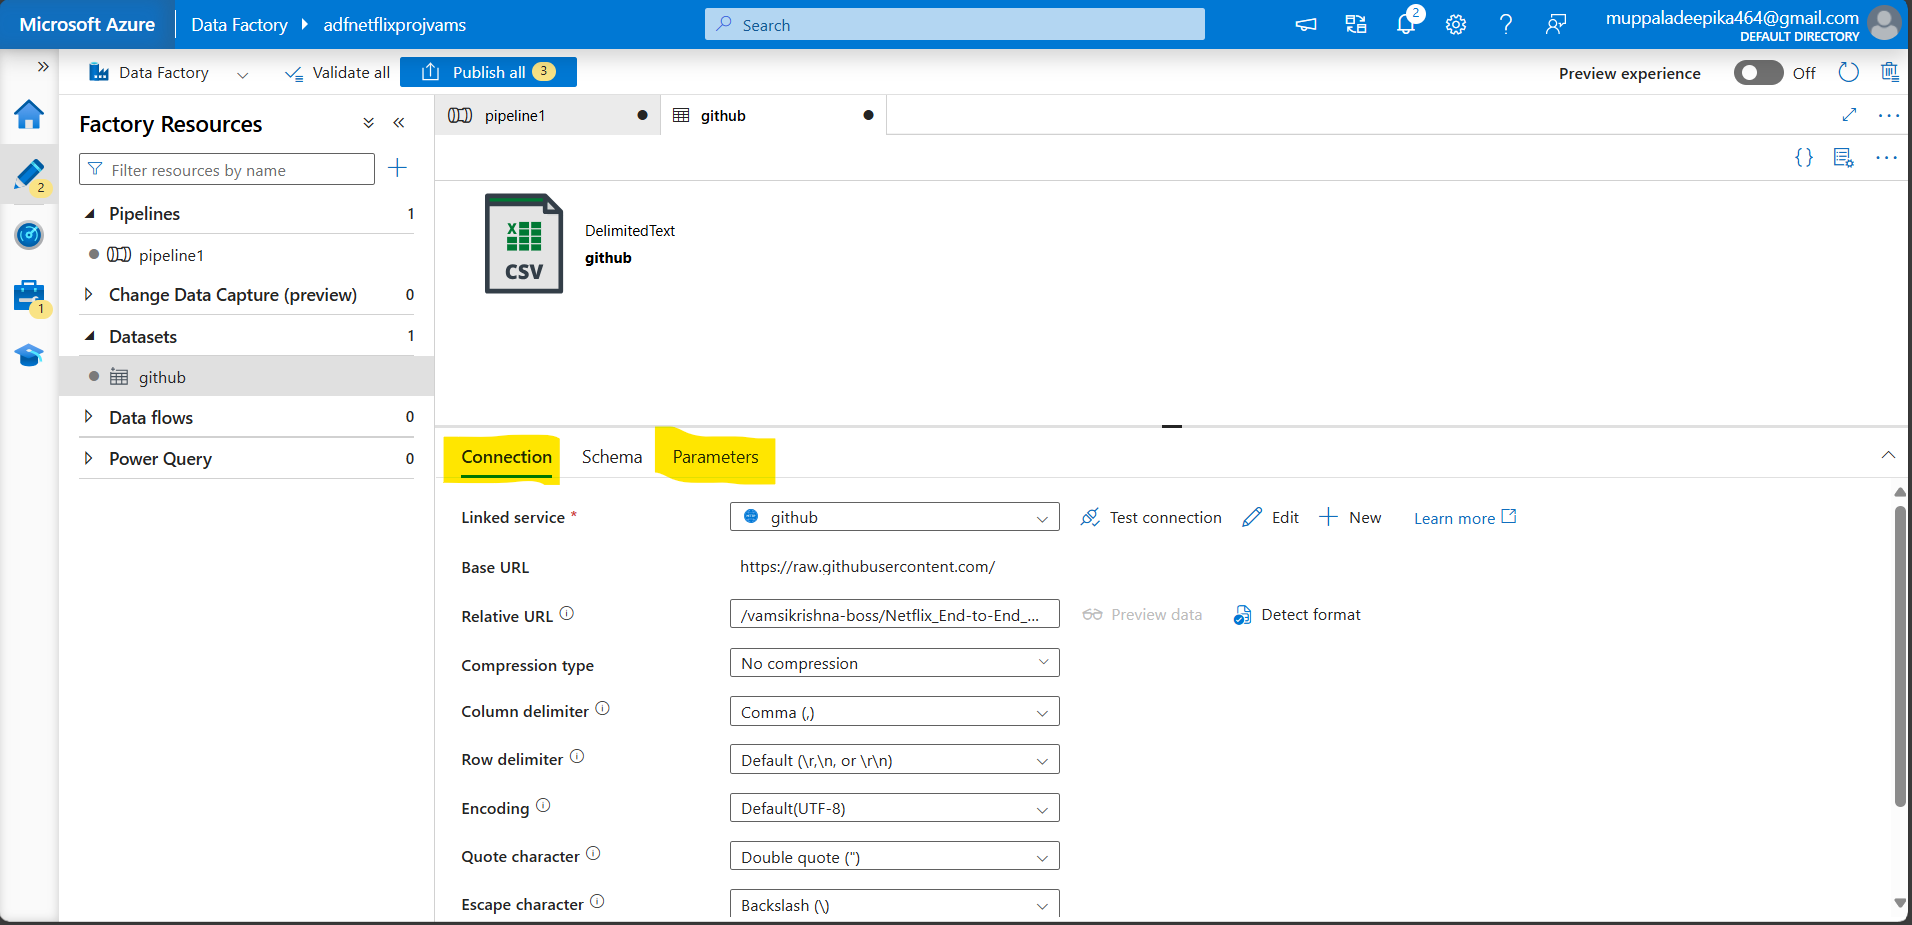 Microsoft Azure
Data Factory
adfnetflixprojvams
Search
2
muppaladeepika464@gmail.com
DEFAULT DIRECTORY
Data Factory
Validate all
Publish all 3
Preview experience
Off
Factory Resources
pipeline1
github
Filter resources by name
2
{}
Pipelines 1
pipeline1
Change Data Capture (preview) 0
1
Datasets 1
github
Data flows 0
Power Query 0
X
CSV
DelimitedText
github
Connection Schema Parameters
Linked service *
github
Test connection
Edit
New
Learn more
Base URL
https://raw.githubusercontent.com/
Relative URL
/vamsikrishna-boss/Netflix_End-to-End_...
Preview data
Detect format
Compression type
No compression
Column delimiter
Comma (,)
Row delimiter
Default (\r,\n, or \r\n)
Encoding
Default(UTF-8)
Quote character
Double quote (")
Escape character
Backslash (\)